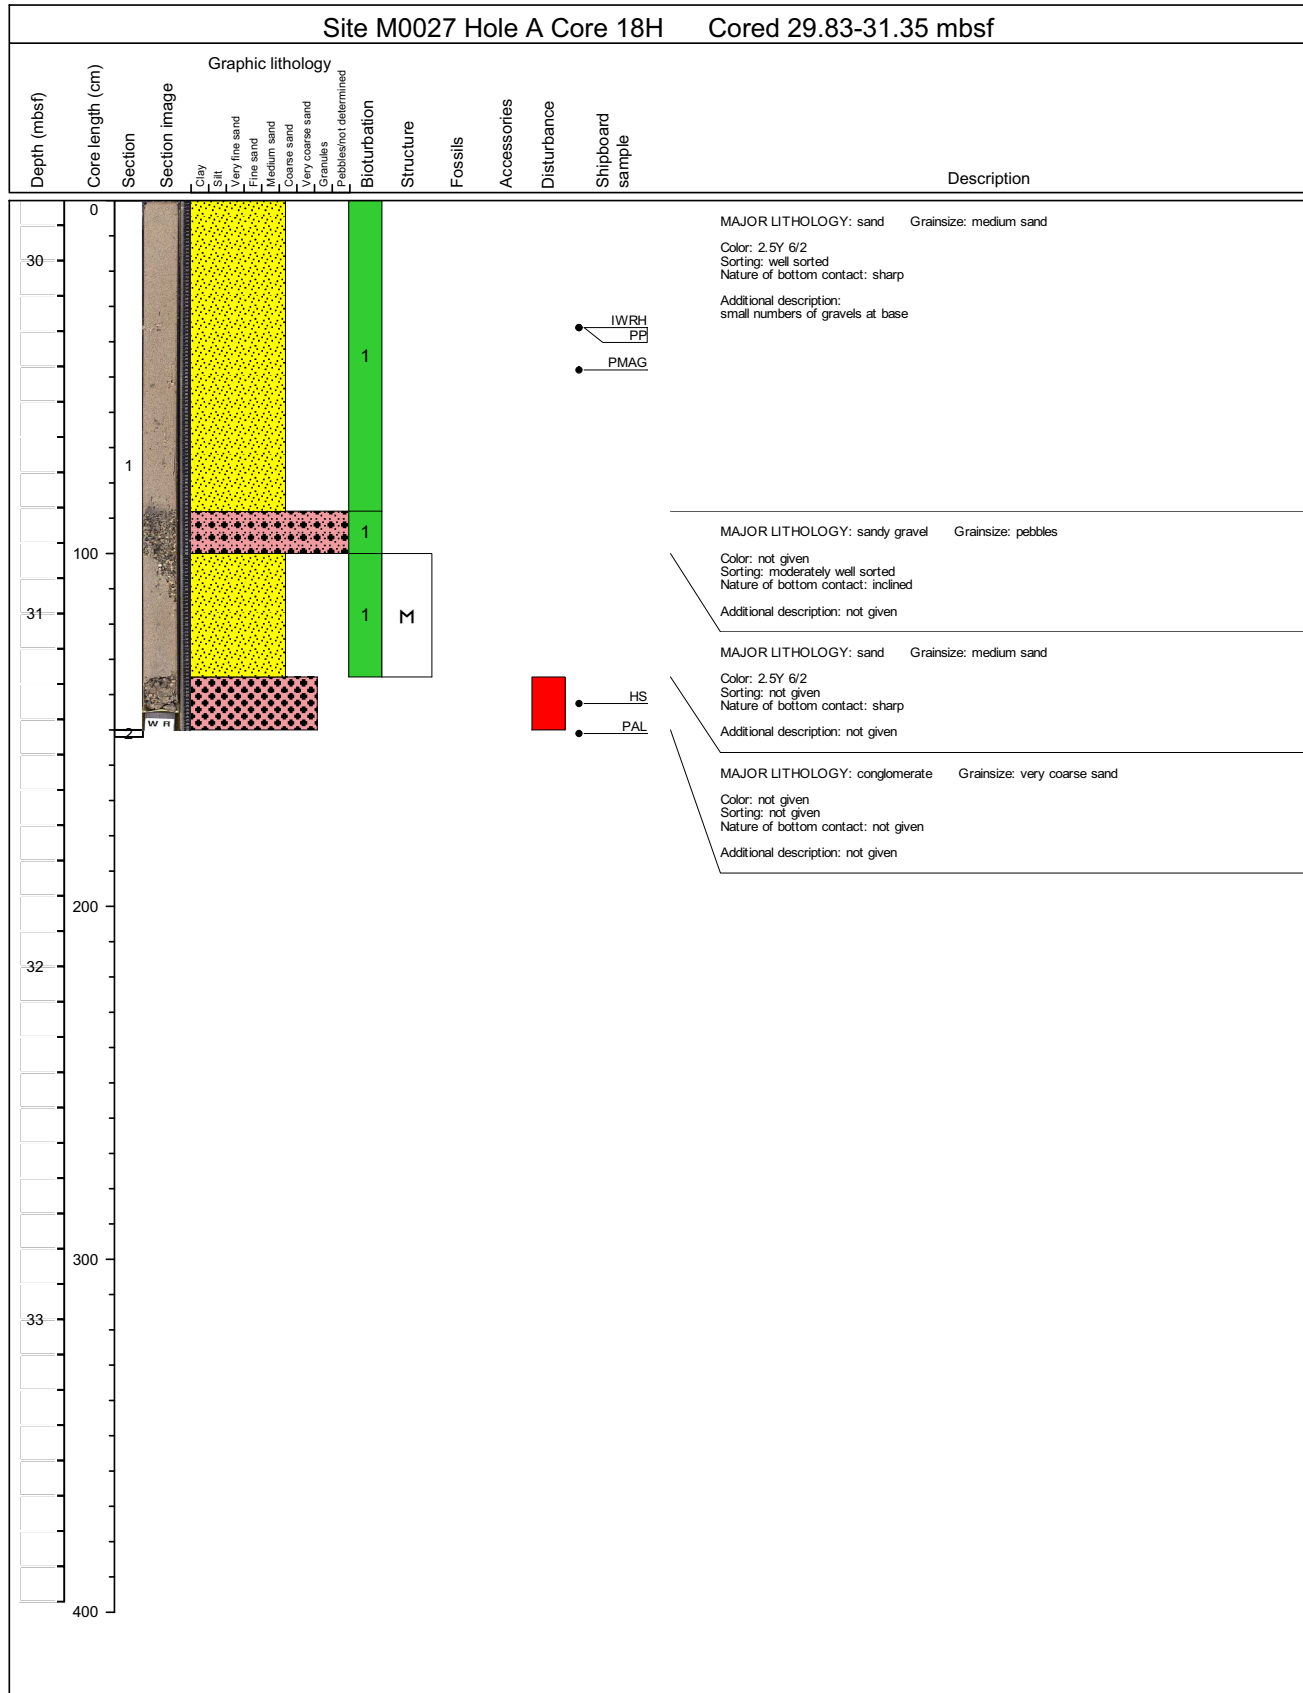 Site M0027 Hole A Core 18H Cored 29.83-31.35 mbsf
Depth (mbsf)
Core length (cm)
Section
Section image
Graphic lithology
Clay
Silt
Very fine sand
Fine sand
Medium sand
Coarse sand
Very coarse sand
Granules
Pebbles/not determined
Bioturbation
Structure
Fossils
Accessories
Disturbance
Shipboard
sample
Description
0
MAJOR LITHOLOGY: sand Grainsize: medium sand
Color: 2.5Y 6/2
Sorting: well sorted
Nature of bottom contact: sharp
Additional description:
small numbers of gravels at base
30
IWRH
PP
1
PMAG
1
MAJOR LITHOLOGY: sandy gravel Grainsize: pebbles
1
Color: not given
Sorting: moderately well sorted
Nature of bottom contact: inclined
Additional description: not given
100
31
1
M
MAJOR LITHOLOGY: sand Grainsize: medium sand
Color: 2.5Y 6/2
Sorting: not given
Nature of bottom contact: sharp
Additional description: not given
HS
W R
2
PAL
MAJOR LITHOLOGY: conglomerate Grainsize: very coarse sand
Color: not given
Sorting: not given
Nature of bottom contact: not given
Additional description: not given
200
32
300
33
400